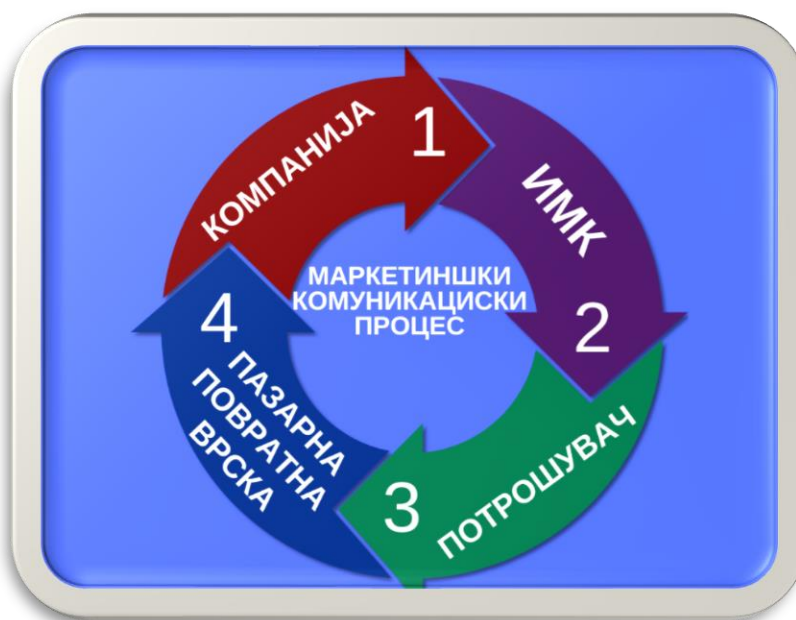 КОМПАНИЈА
1
ИМК
2
ПОТРОШУВАЧ
3
4
ПАЗАРНА
ПОВРАТНА
ВРСКА
МАРКЕТИНШКИ
КОМУНИКАЦИСКИ
ПРОЦЕС